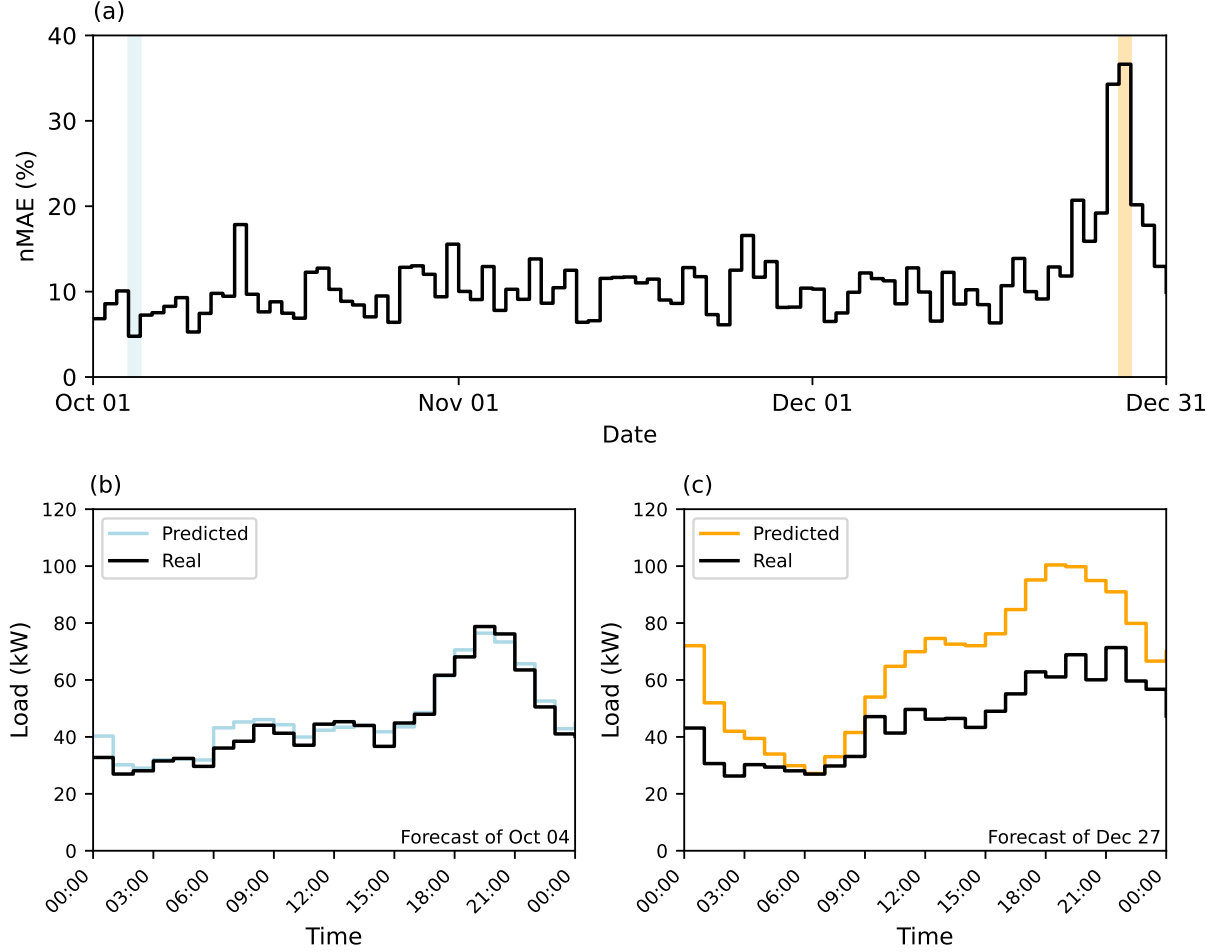 (a)
40
30
20
10
0
nMAE (%)
Oct 01
Nov 01
Dec 01
Dec 31
Date
(b)
120
100
80
60
40
20
0
Load (kW)
Predicted
Real
Forecast of Oct 04
00:00
03:00
06:00
09:00
12:00
15:00
18:00
21:00
00:00
Time
(c)
120
100
80
60
40
20
0
Load (kW)
Predicted
Real
Forecast of Dec 27
00:00
03:00
06:00
09:00
12:00
15:00
18:00
21:00
00:00
Time